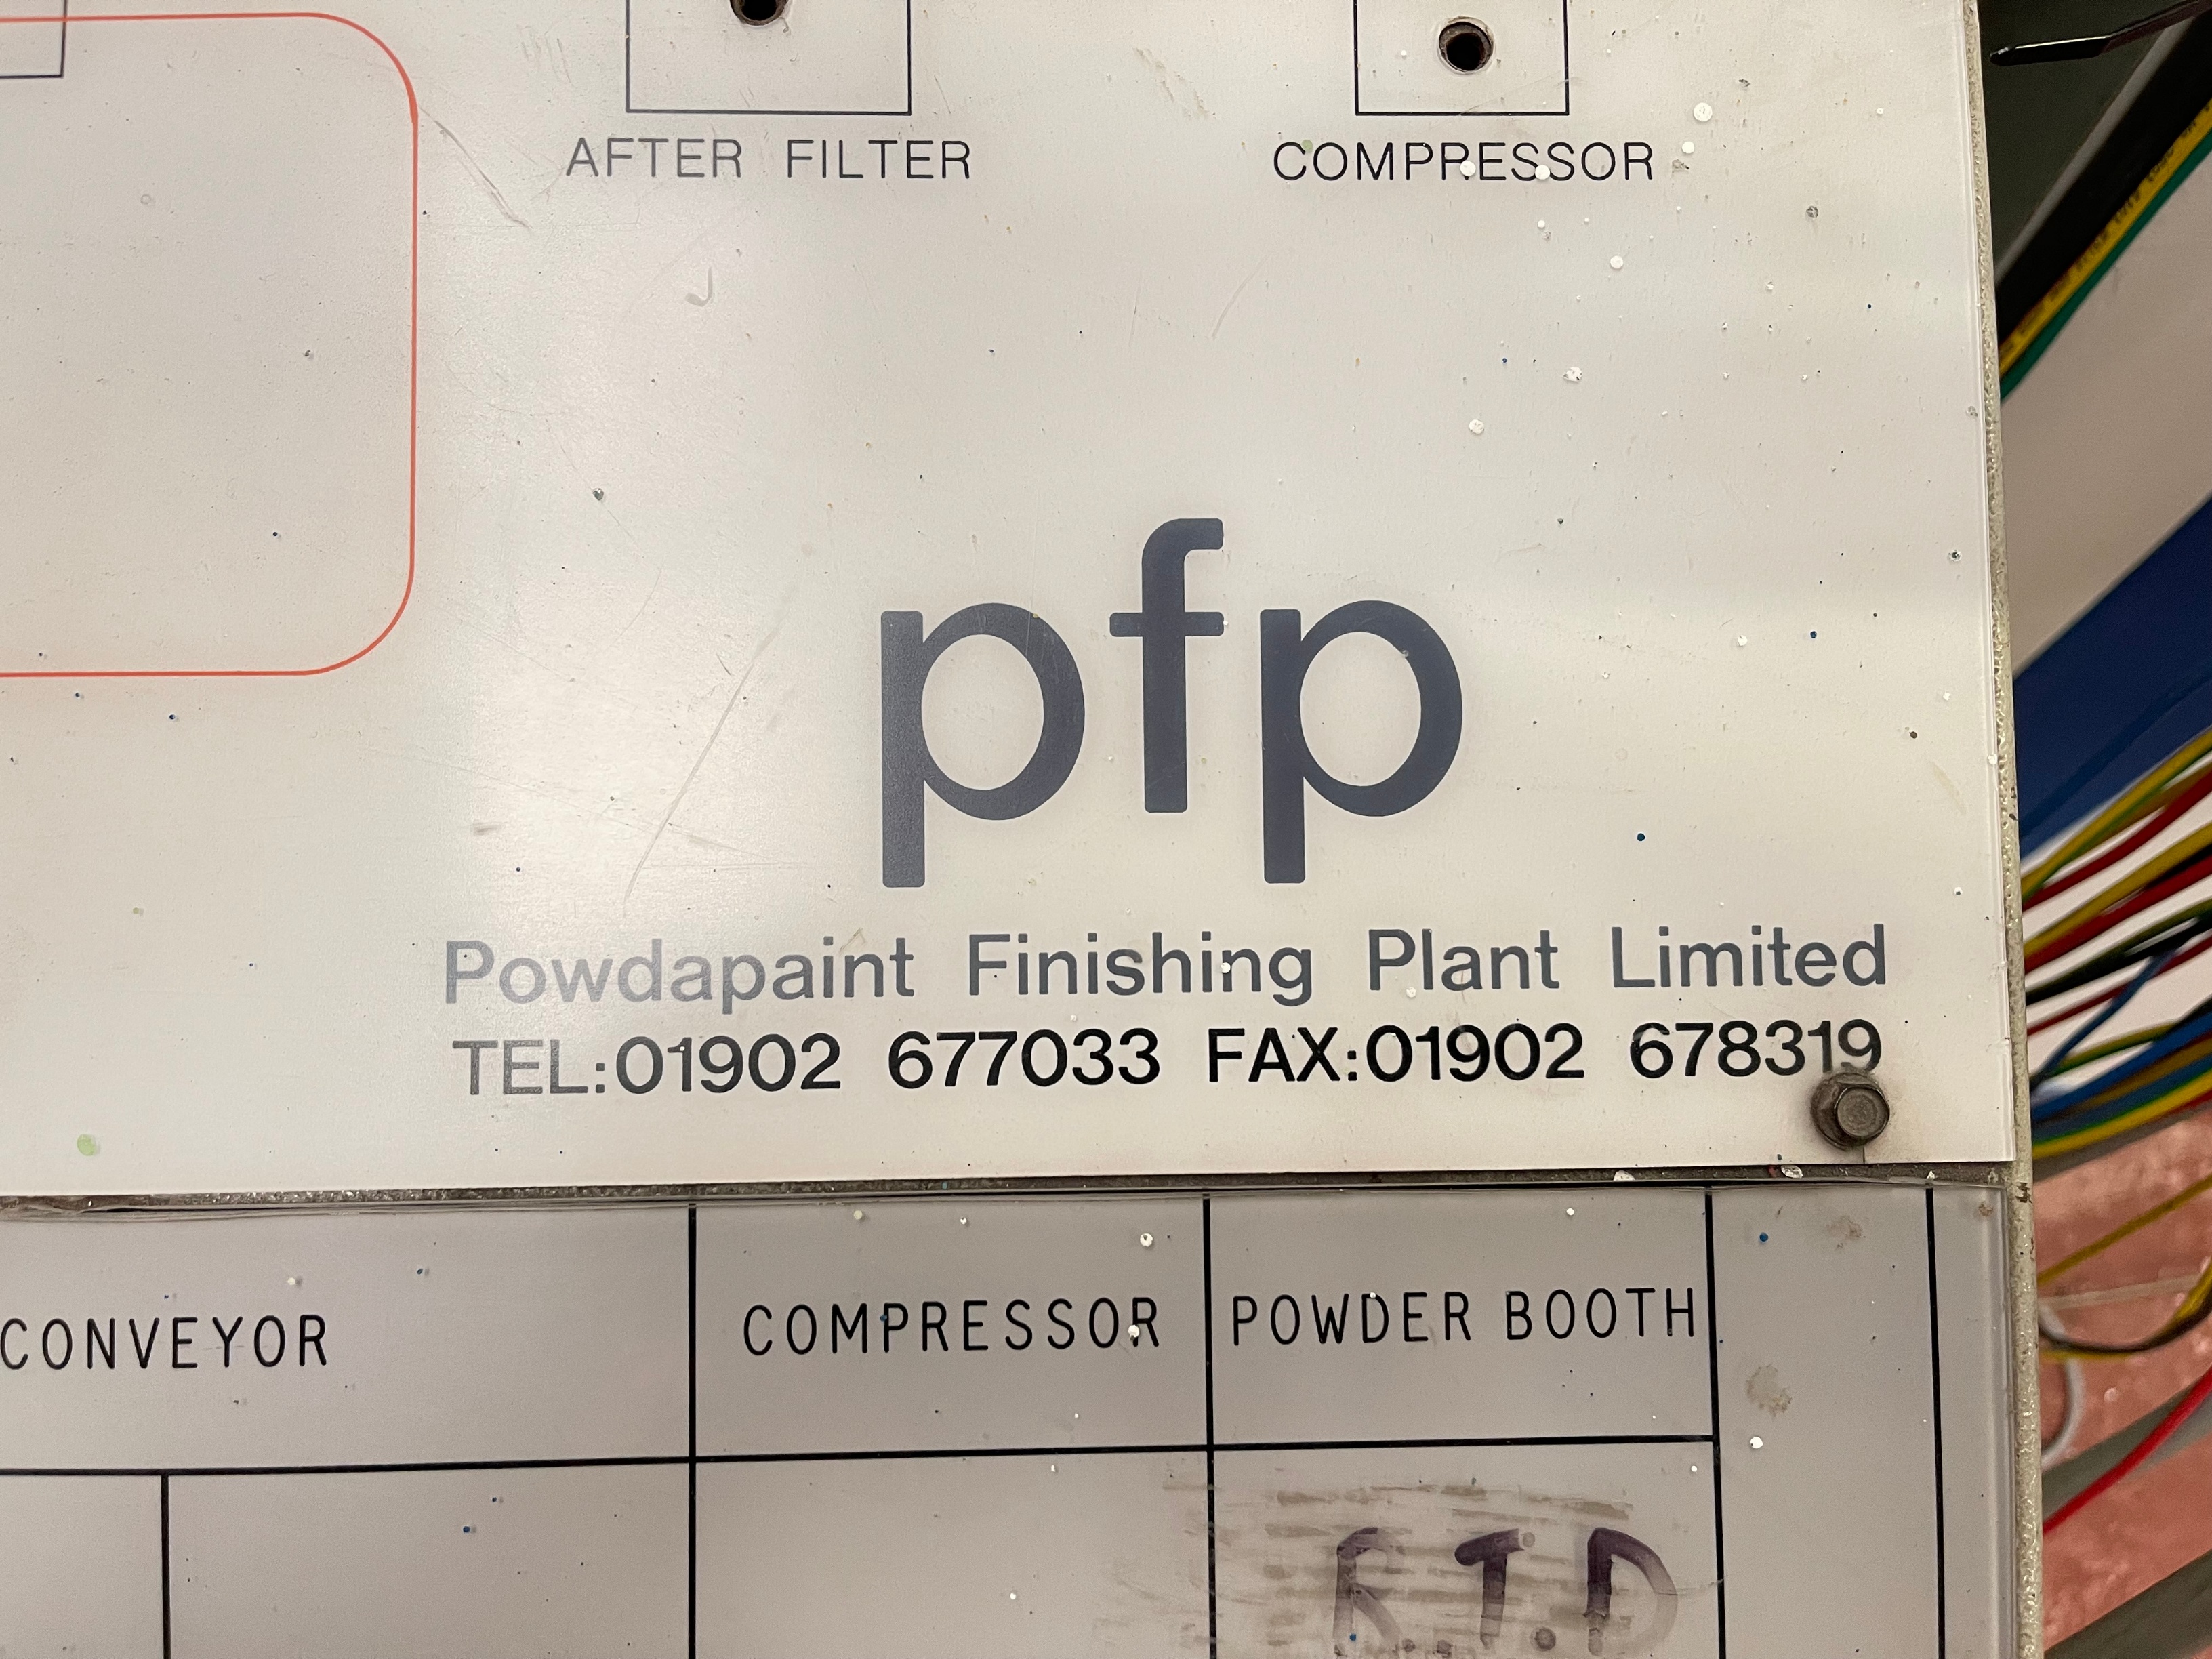 AFTER FILTER
COMPRESSOR
pfp
Powdapaint Finishing Plant Limited
TEL:01902 677033 FAX:01902 678319
CONVEYOR
COMPRESSOR
POWDER BOOTH
R.T.D